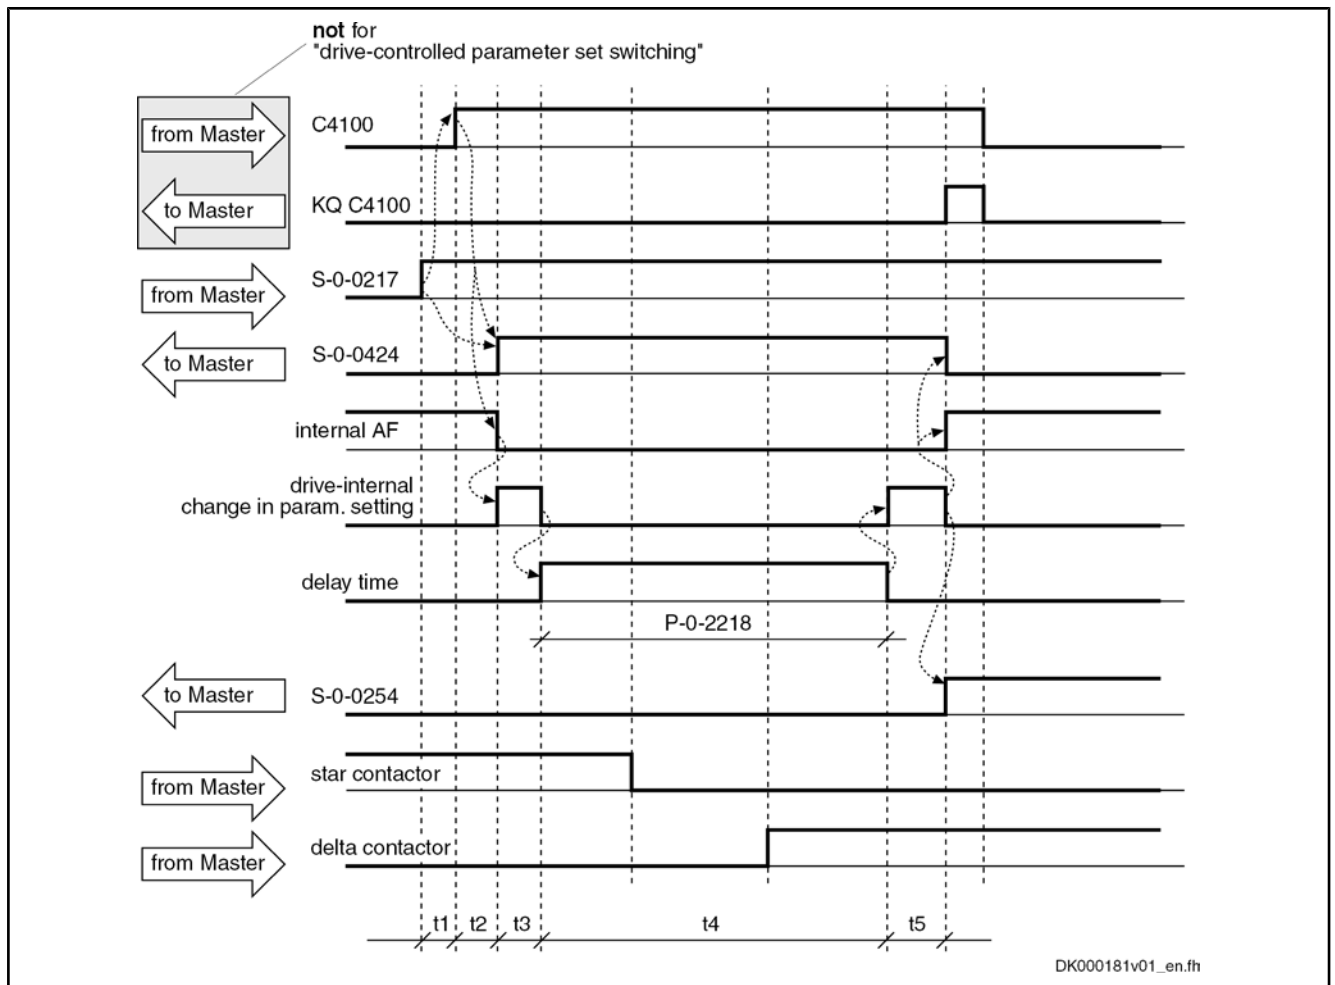 not for
"drive-controlled parameter set switching"
from Master
C4100
to Master
KQ C4100
from Master
S-0-0217
to Master
S-0-0424
internal AF
drive-internal
change in param. setting
delay time
P-0-2218
to Master
S-0-0254
from Master
star contactor
from Master
delta contactor
t1 t2 t3 t4 t5
DK000181v01_en.fh